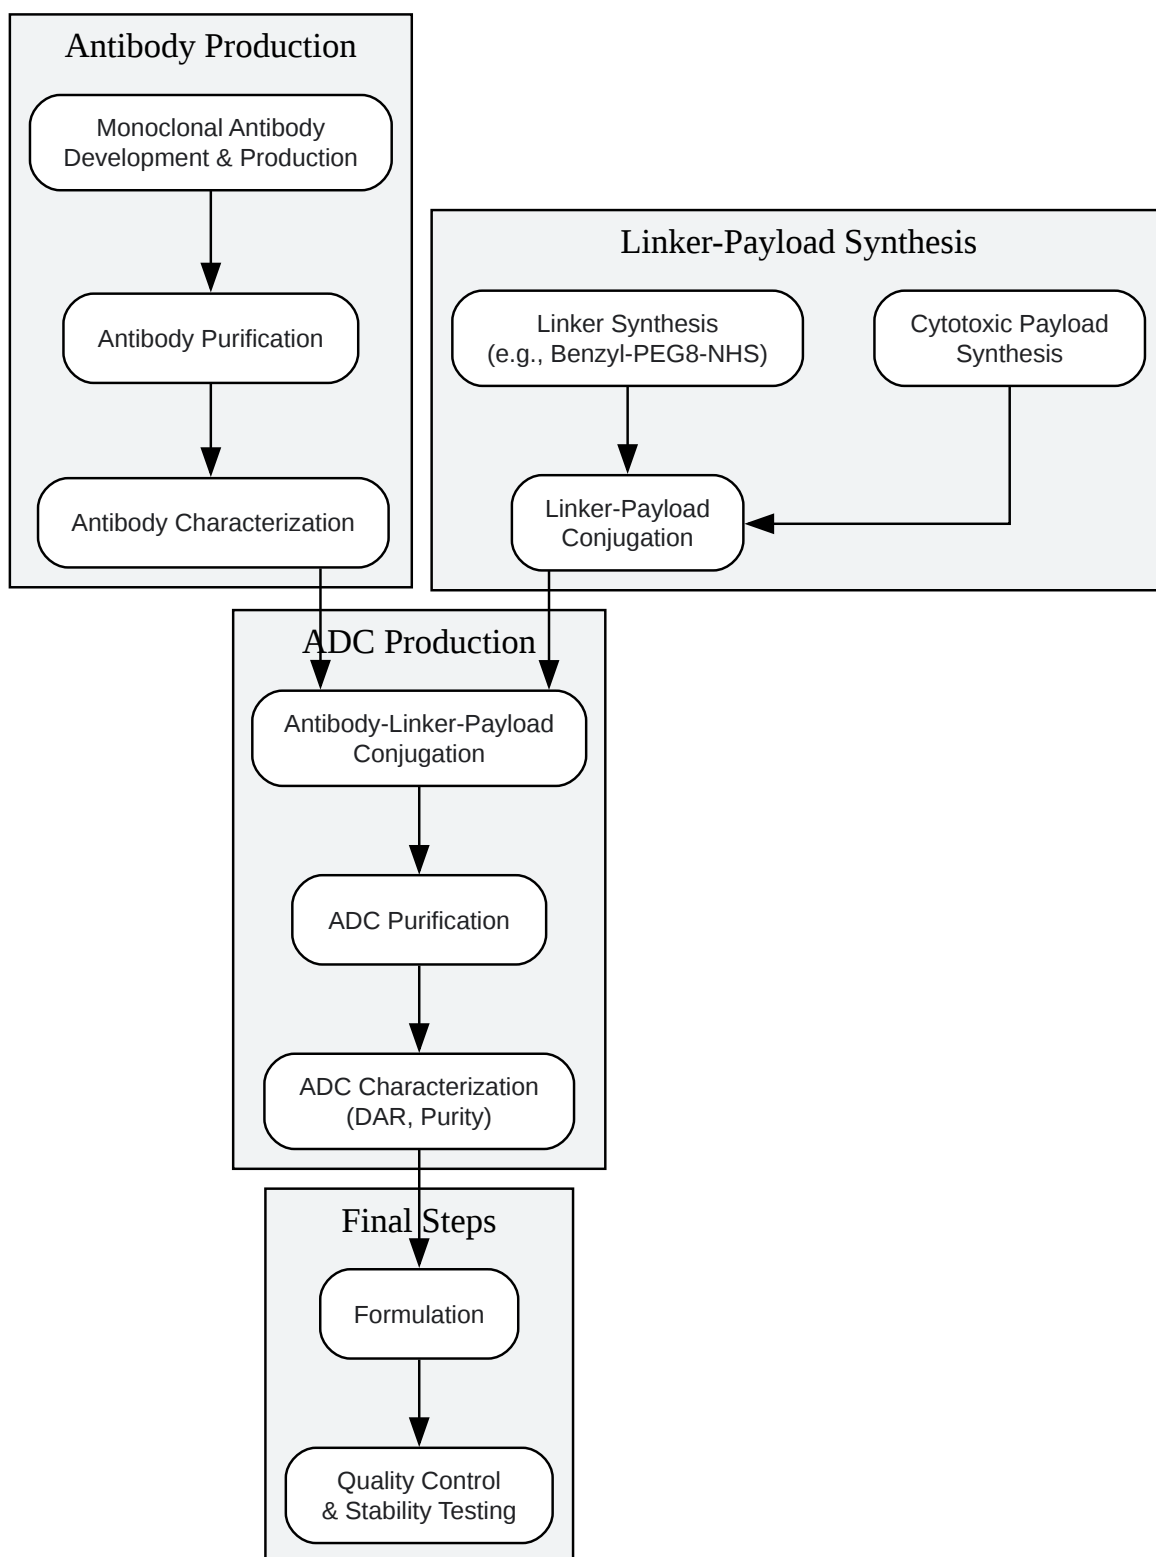 Antibody Production
Monoclonal Antibody
Development & Production
Antibody Purification
Antibody Characterization
Linker-Payload Synthesis
Linker Synthesis
(e.g., Benzyl-PEG8-NHS)
Cytotoxic Payload
Synthesis
Linker-Payload
Conjugation
ADC Production
Antibody-Linker-Payload
Conjugation
ADC Purification
ADC Characterization
(DAR, Purity)
Final Steps
Formulation
Quality Control
& Stability Testing